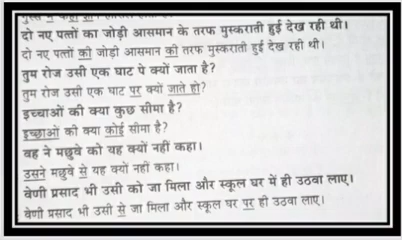 दो नए पत्तों का जोड़ी आसमान के तरफ मुस्कराती हुई देख रही थी।
दो नए पत्तों की जोड़ी आसमान की तरफ मुस्कराती हुई देख रही थी।
तुम रोज उसी एक घाट पे क्यों जाता है?
तुम रोज उसी एक घाट पर क्यों जाते हो?
इच्चाओं की क्या कुछ सीमा है?
इच्छाओं की क्या कोई सीमा है?
वह ने मछुवे को यह क्यों नहीं कहा।
उसने मछुवे से यह क्यों नहीं कहा।
वेणी प्रसाद भी उसी को जा मिला और स्कूल घर में ही उठवा लाए।
वेणी प्रसाद भी उसी से जा मिला और स्कूल घर पर ही उठवा लाए।